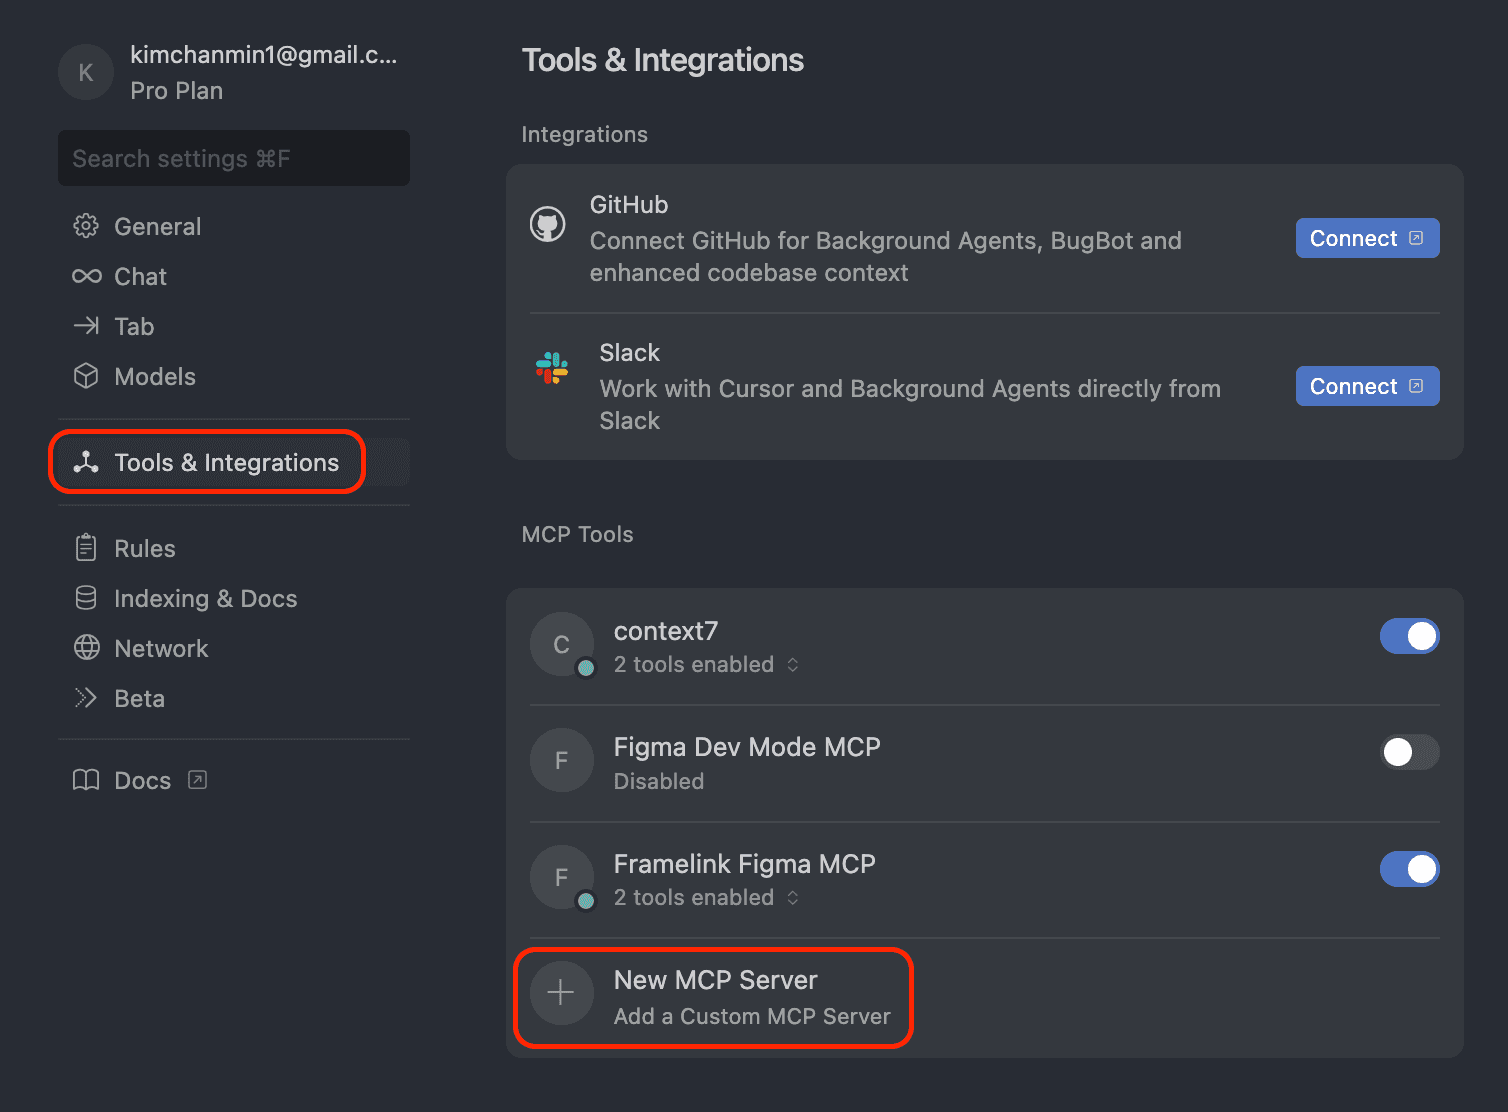 K
kimchanmin1@gmail.c...
Pro Plan
Search settings ⌘F
General
Chat
Tab
Models
Tools & Integrations
Rules
Indexing & Docs
Network
Beta
Docs
Tools & Integrations
Integrations
GitHub
Connect GitHub for Background Agents, BugBot and
enhanced codebase context
Connect
Slack
Work with Cursor and Background Agents directly from
Slack
Connect
MCP Tools
C
context7
2 tools enabled
F
Figma Dev Mode MCP
Disabled
F
Framelink Figma MCP
2 tools enabled
New MCP Server
Add a Custom MCP Server